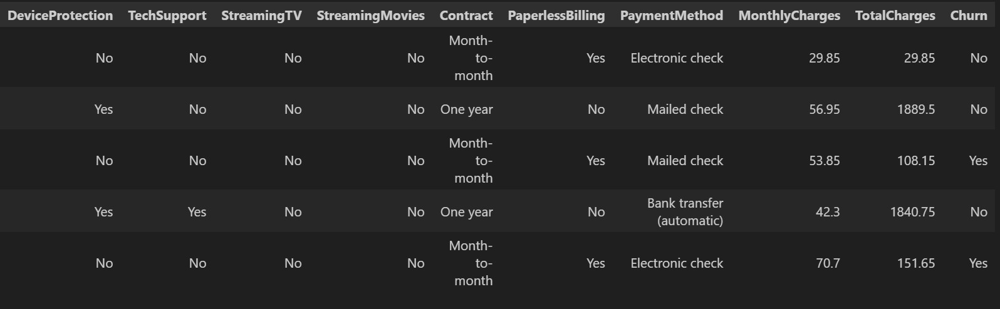 DeviceProtection TechSupport StreamingTV StreamingMovies Contract PaperlessBilling PaymentMethod MonthlyCharges TotalCharges Churn
No No No No Month-to-month Yes Electronic check 29.85 29.85 No
Yes No No No One year No Mailed check 56.95 1889.5 No
No No No No Month-to-month Yes Mailed check 53.85 108.15 Yes
Yes Yes No No One year No Bank transfer (automatic) 42.3 1840.75 No
No No No No Month-to-month Yes Electronic check 70.7 151.65 Yes